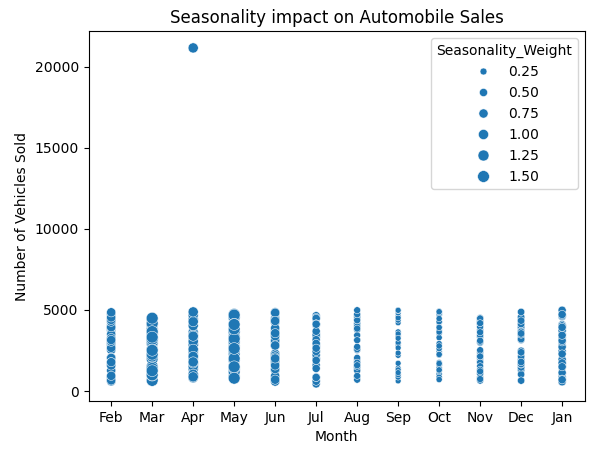 Seasonality impact on Automobile Sales
Seasonality_Weight
0.25
0.50
0.75
1.00
1.25
1.50
20000
15000
10000
5000
0
Number of Vehicles Sold
Feb Mar Apr May Jun Jul Aug Sep Oct Nov Dec Jan
Month